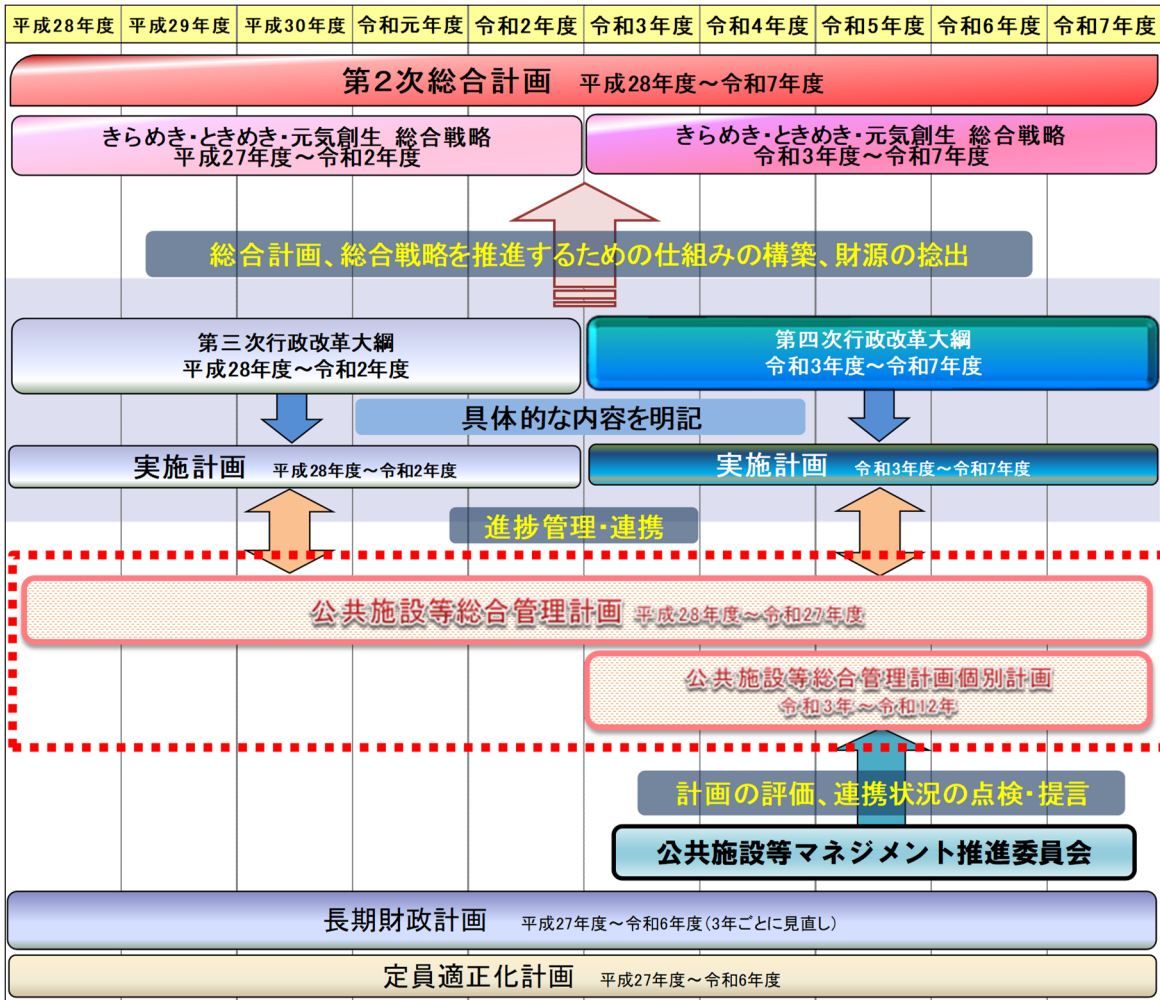 平成28年度 平成29年度 平成30年度 令和元年度 令和2年度 令和3年度 令和4年度 令和5年度 令和6年度 令和7年度
第2次総合計画 平成28年度～令和7年度
きらめき・ときめき・元気創生 総合戦略
平成27年度～令和2年度
きらめき・ときめき・元気創生 総合戦略
令和3年度～令和7年度
総合計画、総合戦略を推進するための仕組みの構築、財源の捻出
第三次行政改革大綱
平成28年度～令和2年度
第四次行政改革大綱
令和3年度～令和7年度
具体的な内容を明記
実施計画 平成28年度～令和2年度
実施計画 令和3年度～令和7年度
進捗管理・連携
公共施設等総合管理計画 平成28年度～令和27年度
公共施設等総合管理計画個別計画
令和3年～令和12年
計画の評価、連携状況の点検・提言
公共施設等マネジメント推進委員会
長期財政計画 平成27年度～令和6年度(3年ごとに見直し)
定員適正化計画 平成27年度～令和6年度